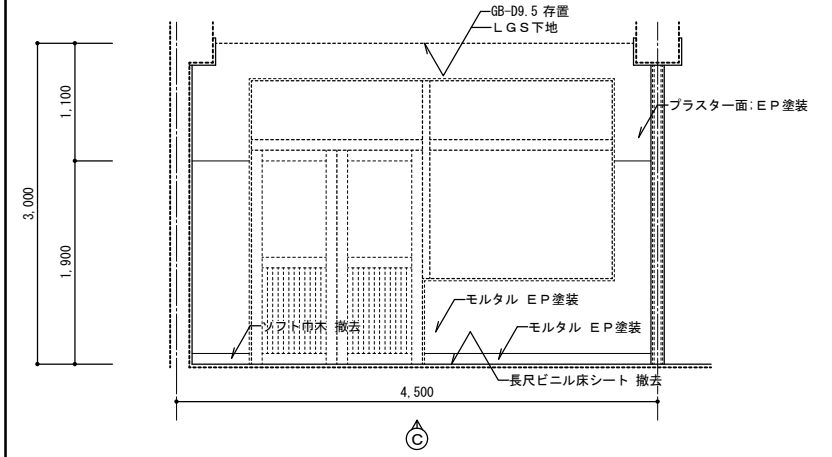 GB-D9.5 存置
LGS下地
プラスター面;EP塗装
1,100
3,000
1,900
モルタル EP塗装
ソフト巾木 撤去
モルタル EP塗装
長尺ビニル床シート 撤去
4,500
C